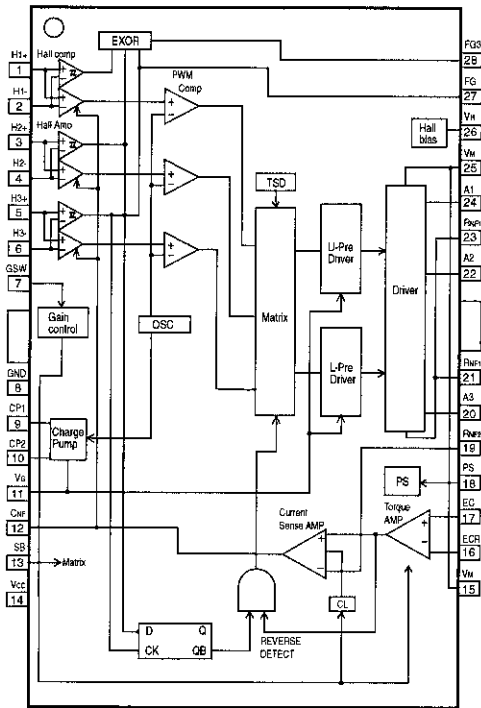 H1+
1
H1-
2
H2+
3
H2-
4
H3+
5
H3-
6
GSW
7
GND
8
CP1
9
CP2
10
VG
11
CNF
12
SB
13
VCC
14
Hall comp
Hall Amp
EXOR
PWM
Comp
Gain
control
OSC
Charge
Pump
Matrix
TSD
Matrix
U-Pre
Driver
L-Pre
Driver
Driver
Hall
bias
PS
Current
Sense AMP
Torque
AMP
CL
D
Q
CK
QB
REVERSE
DETECT
FG3
28
FG
27
VH
26
VM
25
A1
24
RNF1
23
A2
22
RNF1
21
A3
20
RNF2
19
PS
18
EC
17
ECR
16
VM
15
+
-
+
-
+
-
+
-
+
-
+
-
+
-
+
-
+
-
+
+
-
+
-